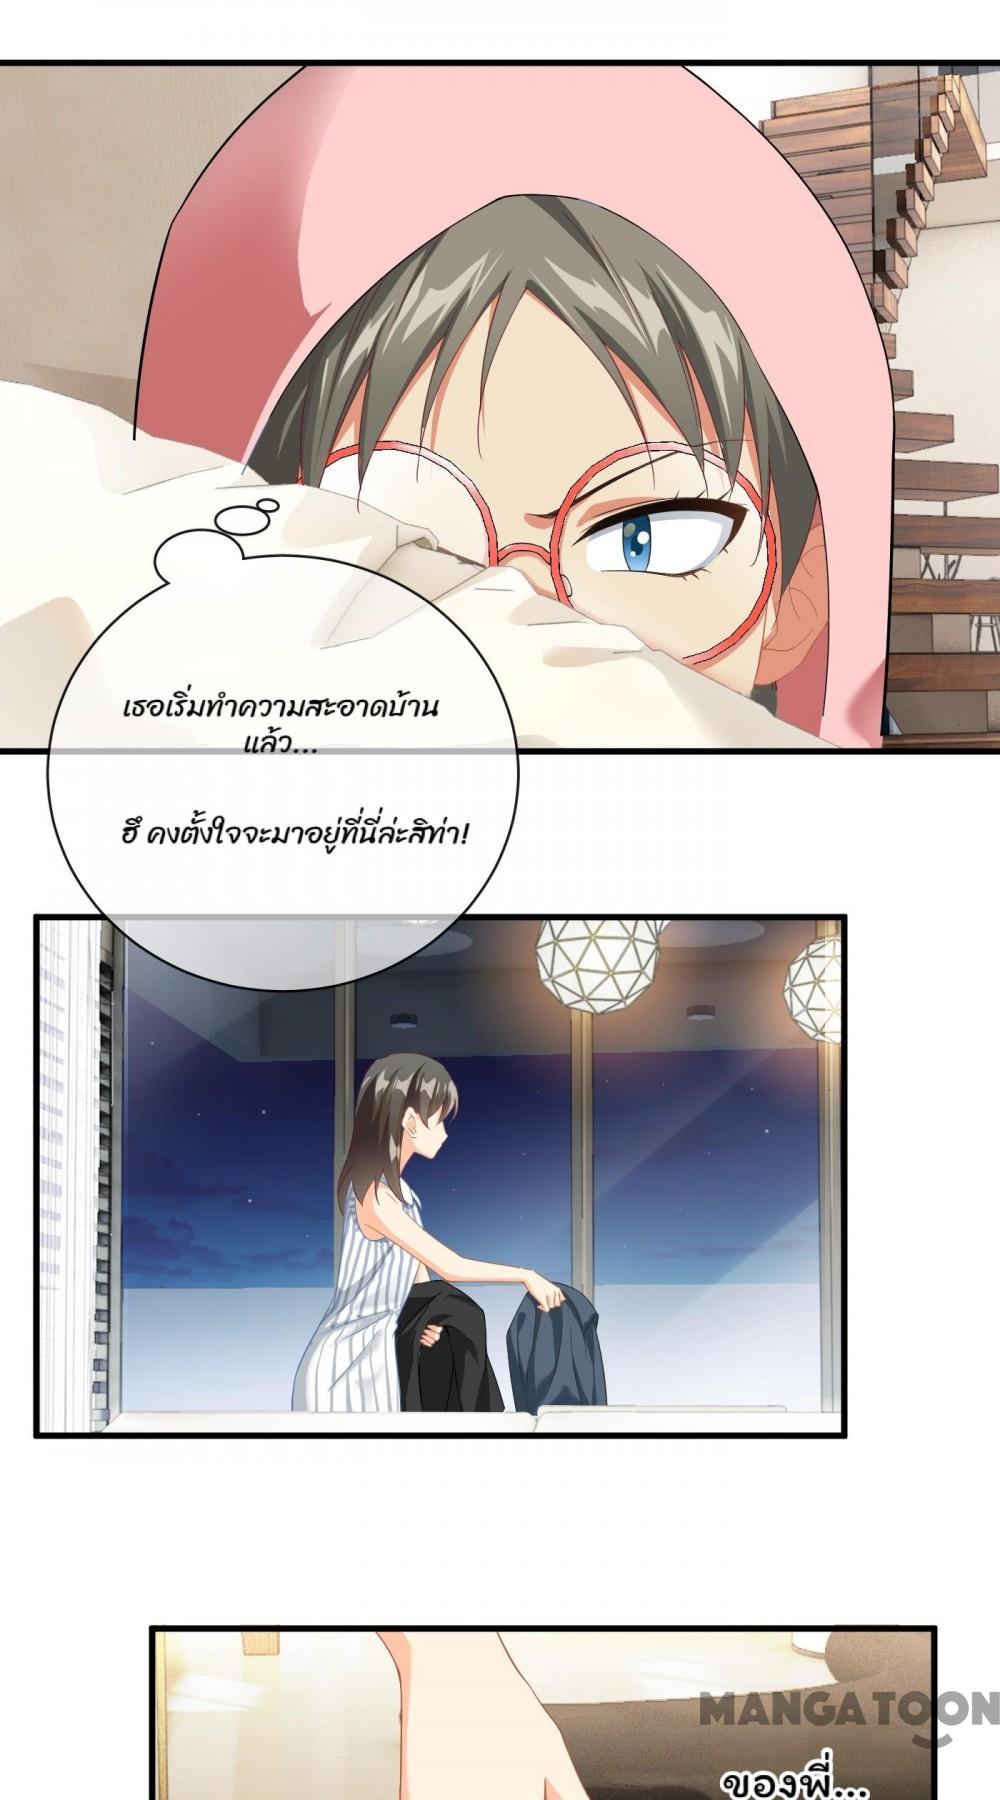 เธอเริ่มทำความสะอาดบ้าน
แล้ว...
ฮึ คงตั้งใจจะมาอยู่ที่นี่ล่ะสิท่า!
MANGATOON
ของพี่...